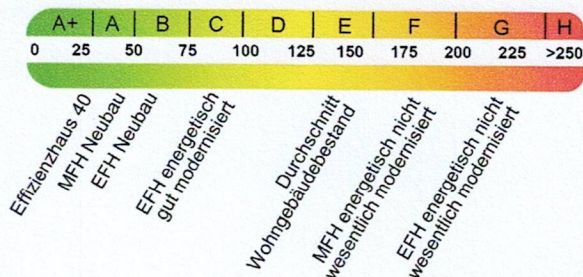 A+ | A | B | C | D | E | F | G | H
0 25 50 75 100 125 150 175 200 225 >250
Effizienzhaus 40
MFH Neubau
EFH Neubau
EFH energetisch
gut modernisiert
Durchschnitt
Wohngebäudebestand
MFH energetisch nicht
wesentlich modernisiert
EFH energetisch nicht
wesentlich modernisiert